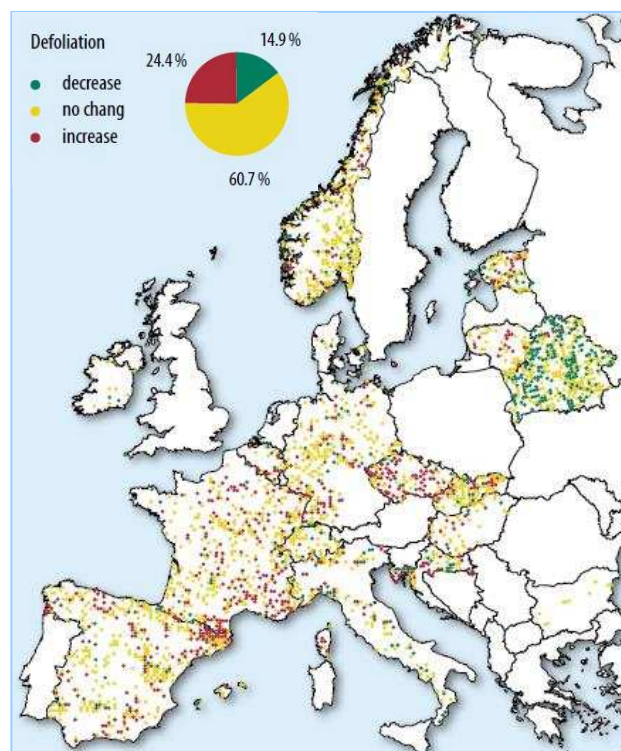 Defoliation
14.9 %
24.4 %
decrease
no chang
increase
60.7 %